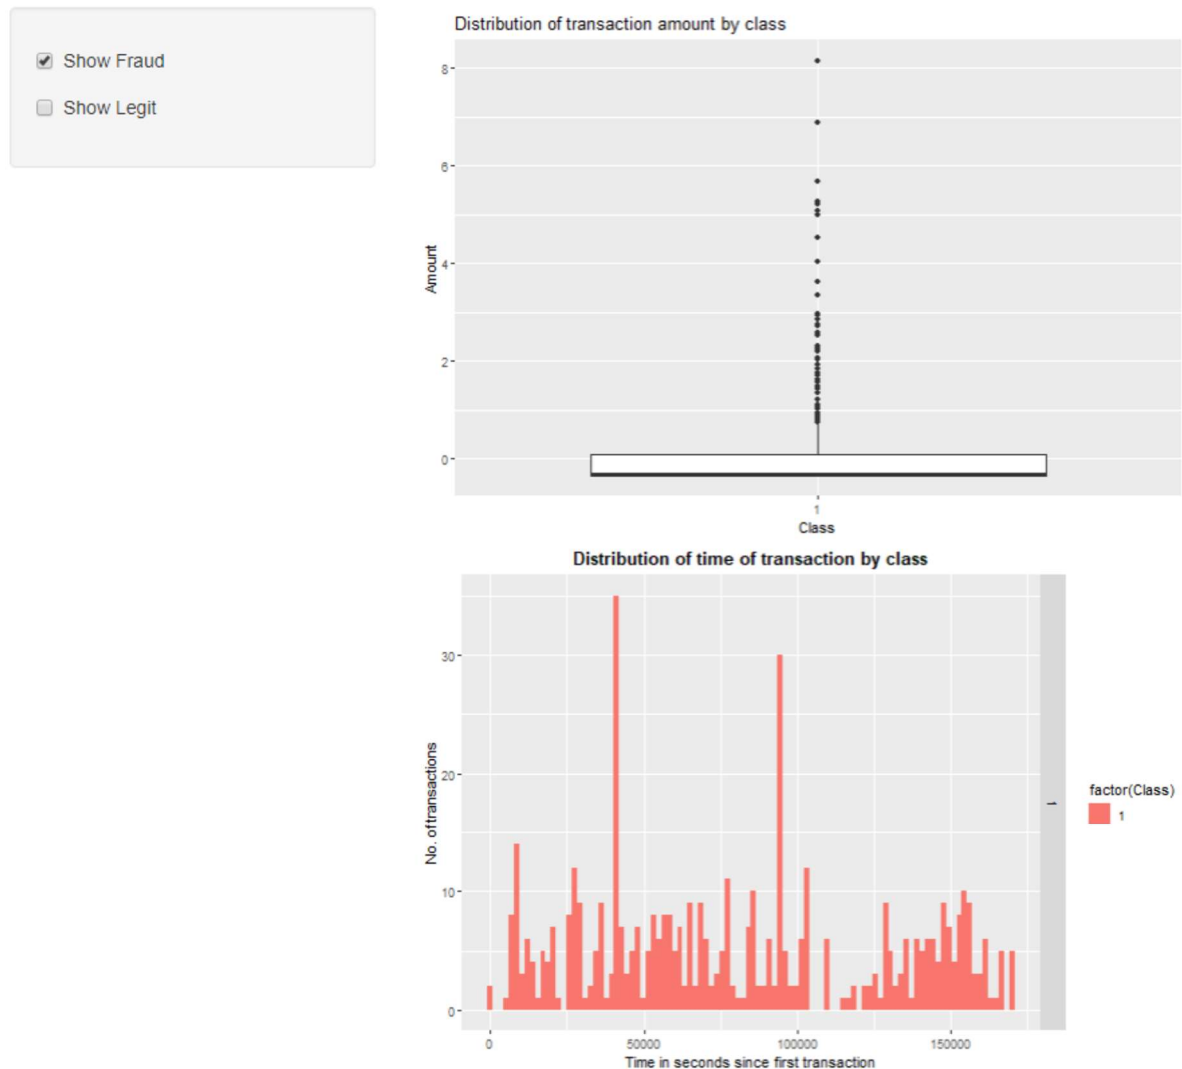 Show Fraud
Show Legit
Distribution of transaction amount by class
8
6
4
2
0
Amount
1
Class
Distribution of time of transaction by class
30
20
10
0
No. of transactions
0 50000 100000 150000
Time in seconds since first transaction
1
factor(Class)
1